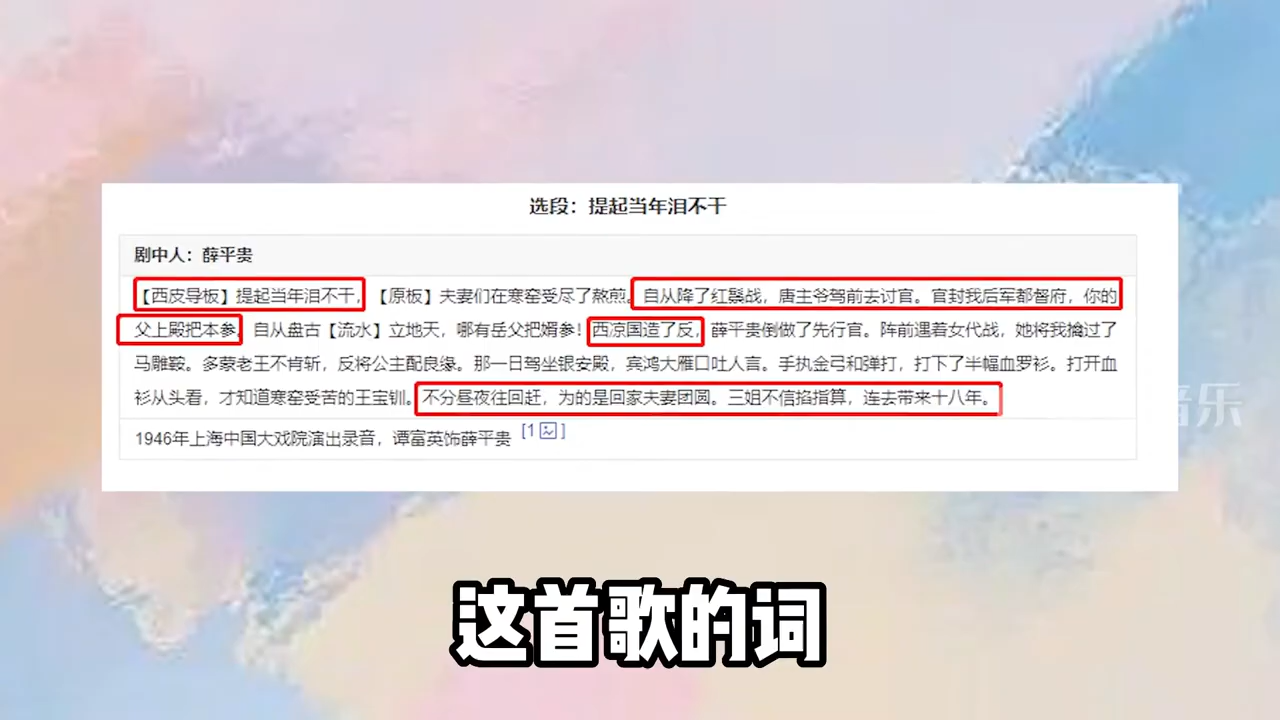 选段：提起当年泪不干
剧中人：薛平贵
【西皮导板】提起当年泪不干，【原板】夫妻们在寒窑受尽了熬煎。自从降了红鬃战，唐主爷驾前去讨官。官封我后军都督府，你的
父上殿把本参。自从盘古【流水】立地天，哪有岳父把婿参！西凉国造了反，薛平贵倒做了先行官。阵前遇着女代战，她将我擒过了
马雕鞍。多蒙老王不肯斩，反将公主配良缘。那一日驾坐银安殿，宾鸿大雁口吐人言。手执金弓和弹打，打下了半幅血罗衫。打开血
衫从头看，才知道寒窑受苦的王宝钏。不分昼夜往回赶，为的是回家夫妻团圆。三姐不信掐指算，连去带来十八年。
1946年上海中国大戏院演出录音，谭富英饰薛平贵 [1]
音乐
这首歌的词